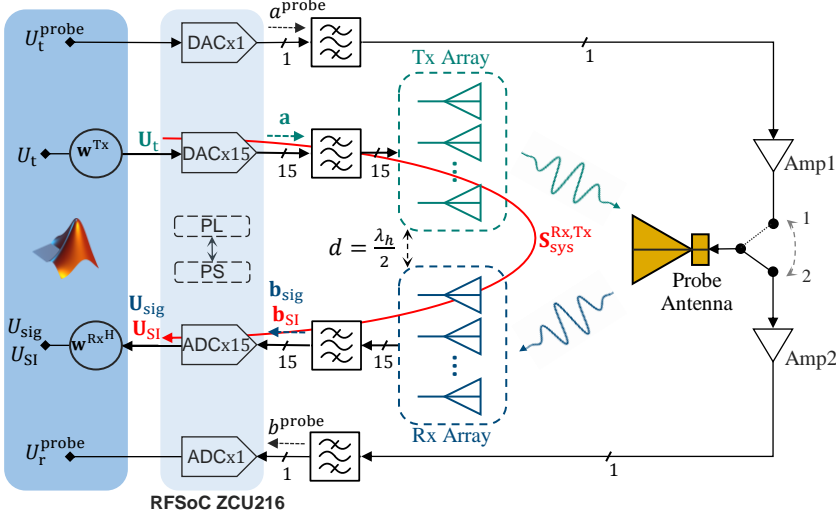 U_t^probe
DACx1
a^probe
1
1
Tx Array
U_t
w^Tx
U_t
DACx15
a
15
15
Amp1
1
PL
PS
d = λ_h/2
S_sys^Rx,Tx
Probe
Antenna
2
U_sig
U_SI
w^Rx^H
U_sig
U_SI
ADCx15
b_sig
b_SI
15
15
Amp2
Rx Array
U_r^probe
ADCx1
b^probe
1
1
RFSoC ZCU216